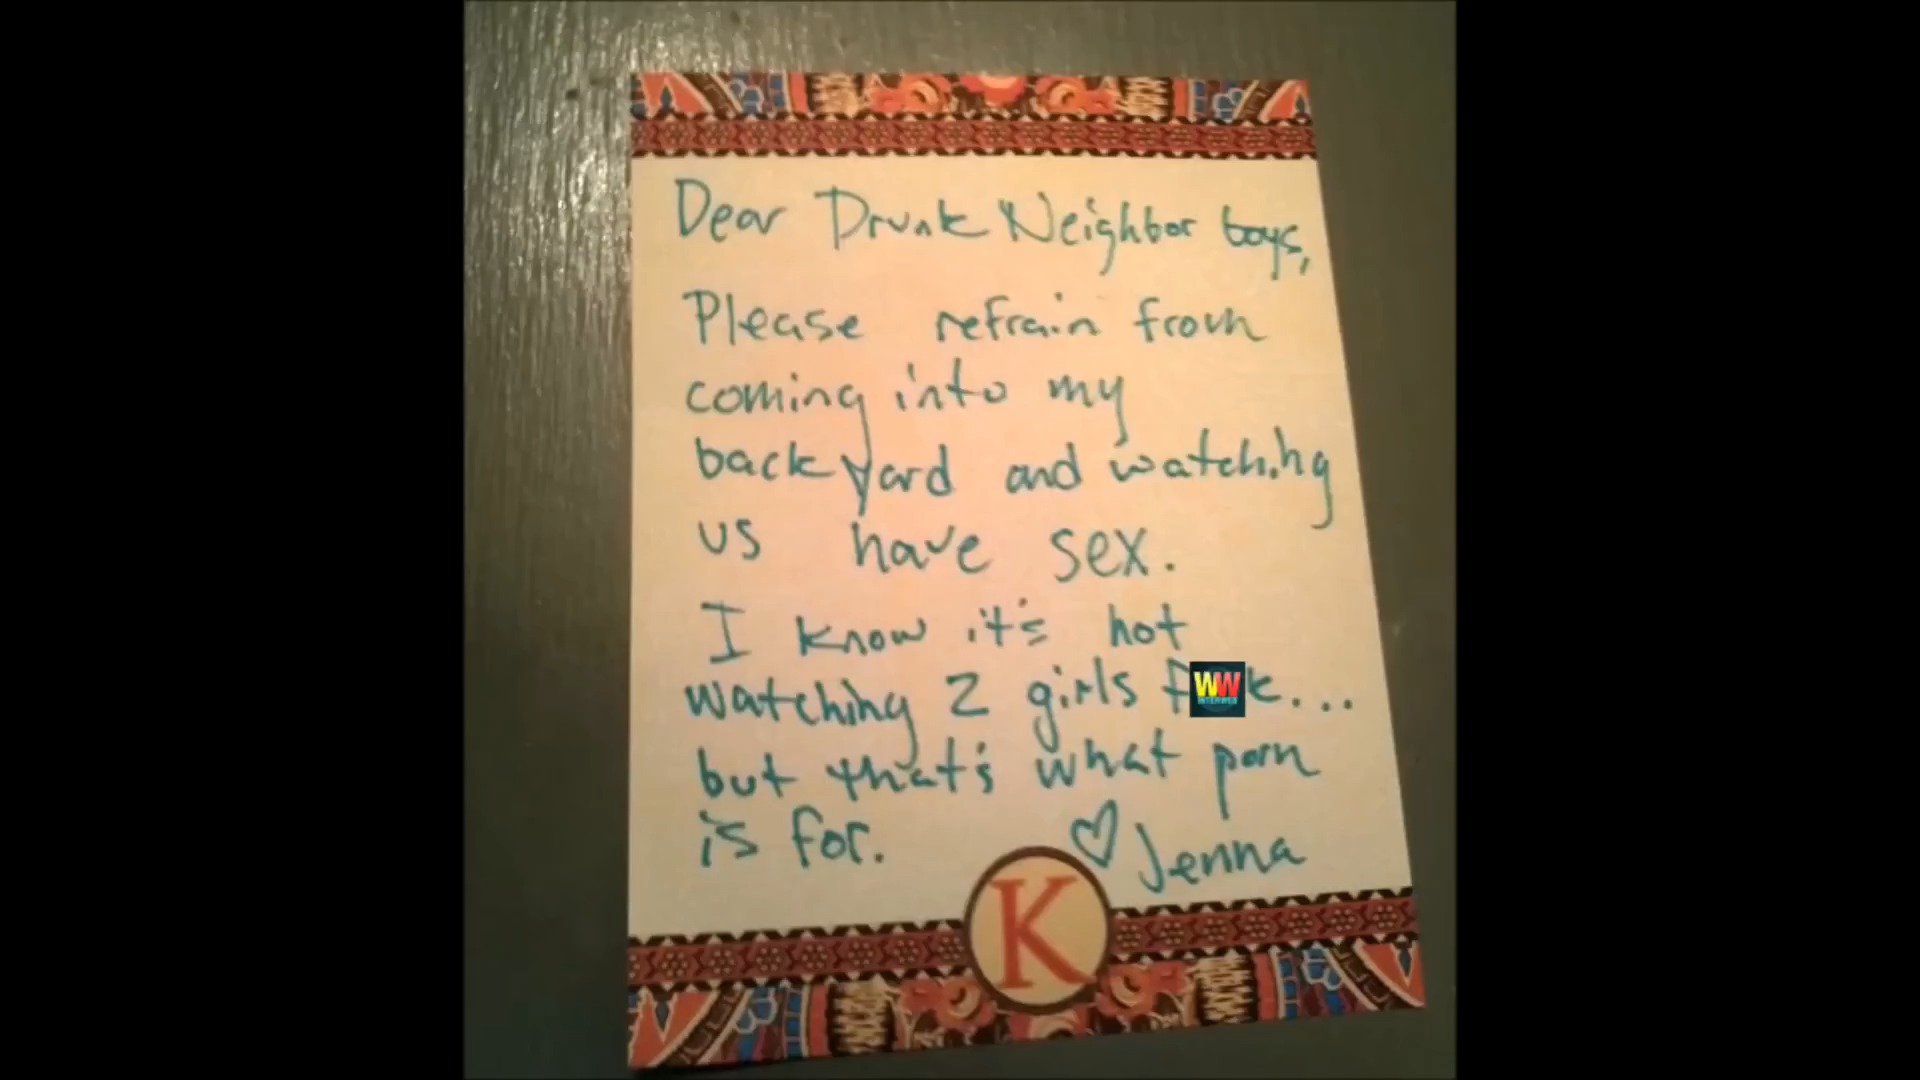 Dear Drunk Neighbor boys,
Please refrain from
coming into my
backyard and watching
us have sex.
I know it's hot
watching 2 girls f
WW
INTERWEB
k...
but that's what porn
is for. ♡ Jenna
K